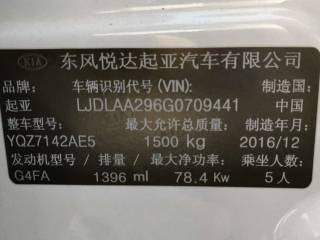 KIA 东风悦达起亚汽车有限公司
品牌: 车辆识别代号(VIN): 制造国:
起亚 LJDLAA296G0709441 中国
整车型号: 最大允许总质量: 制造年月:
YQZ7142AE5 1500 kg 2016/12
发动机型号 / 排量 / 最大净功率: 乘坐人数:
G4FA 1396 ml 78.4 Kw 5人